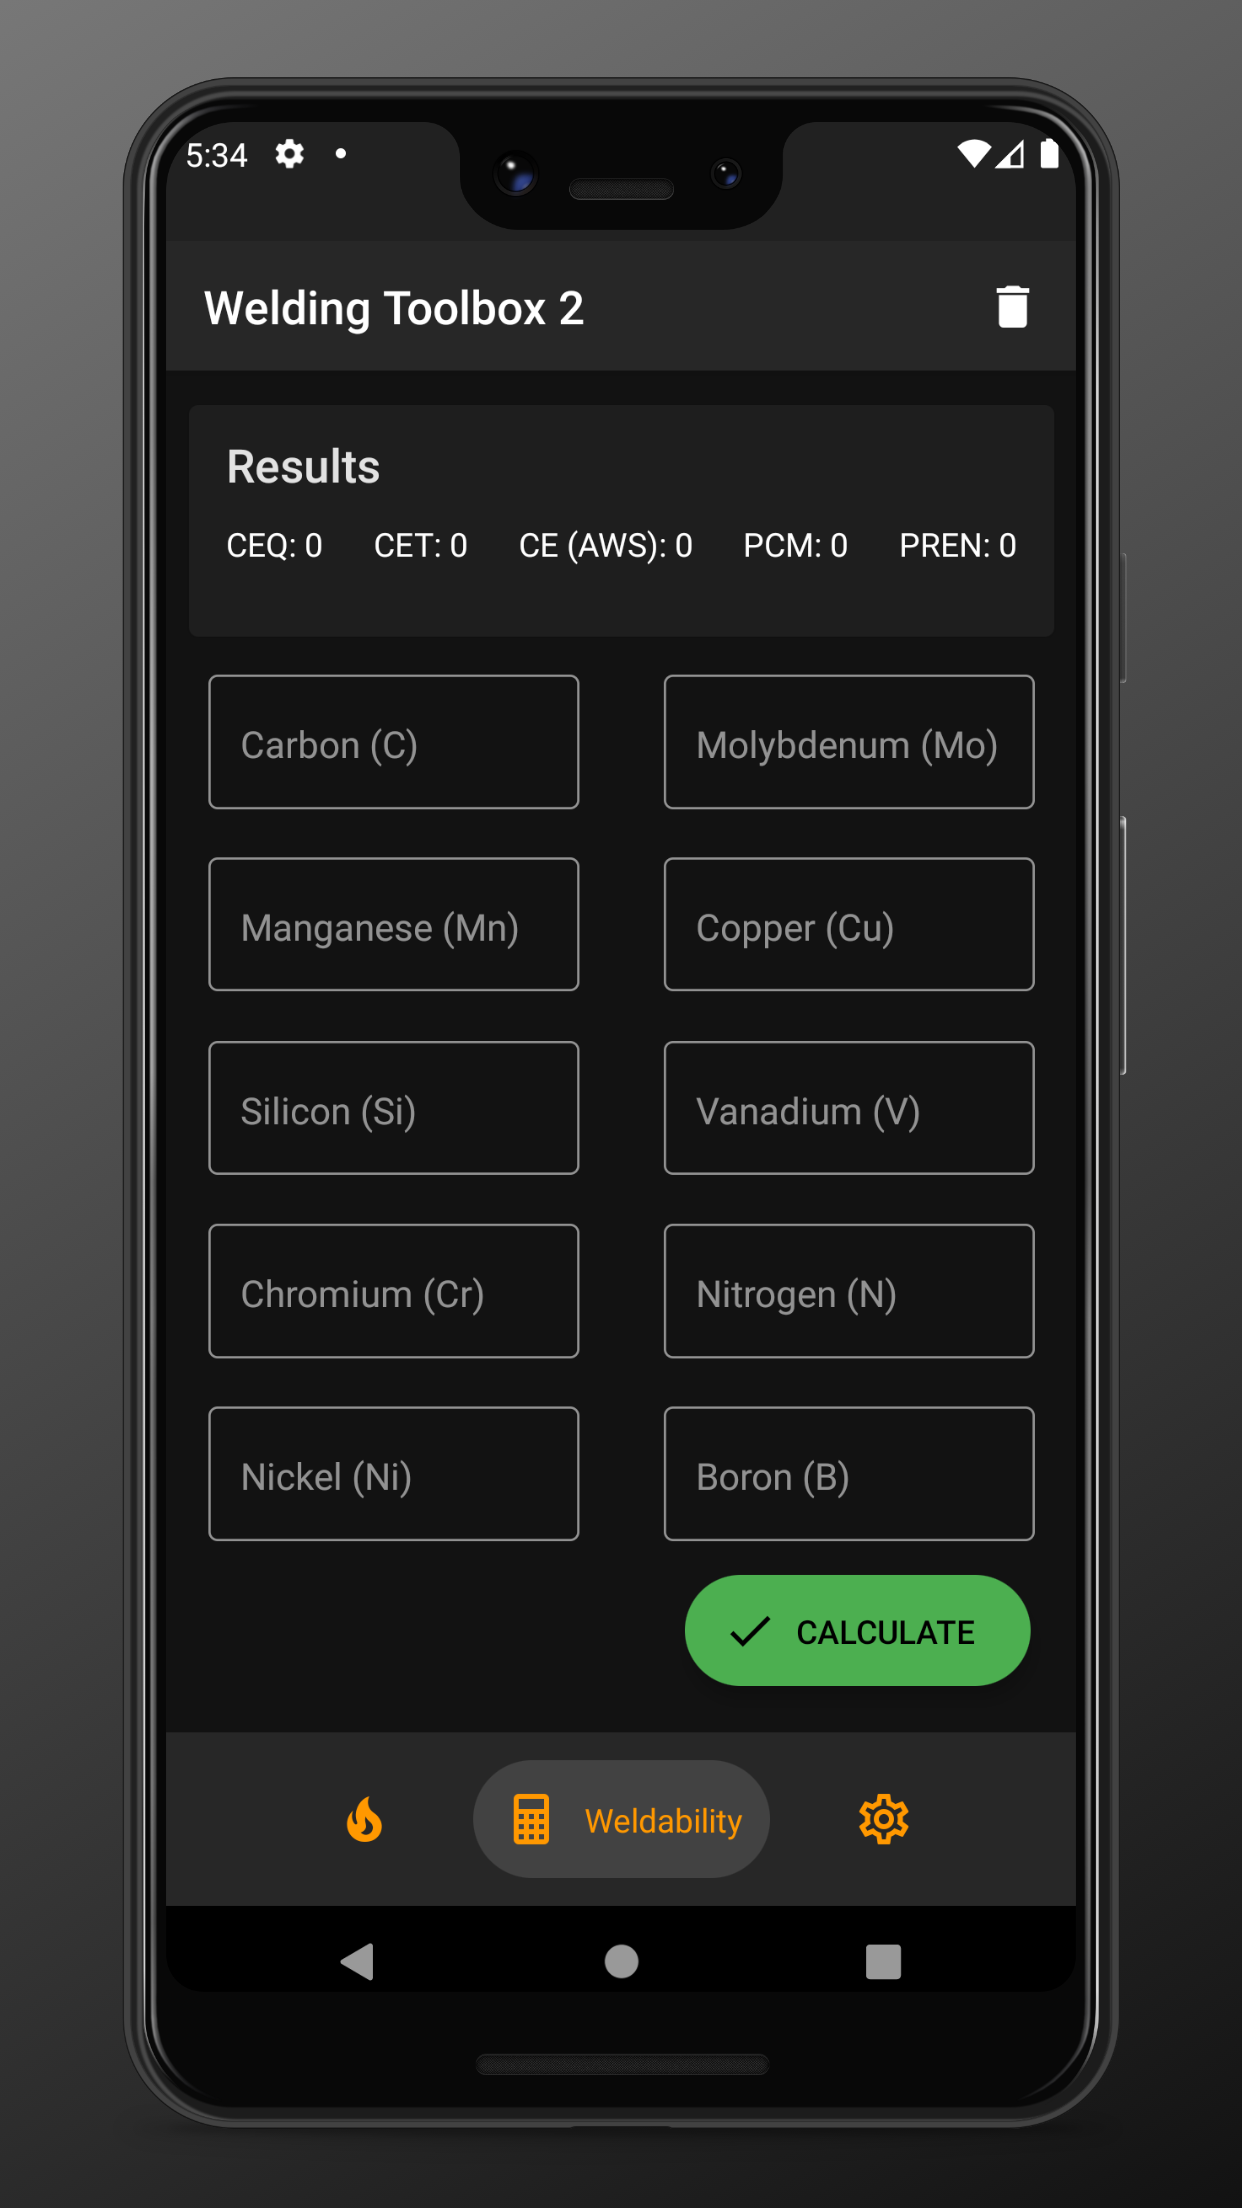 5:34
Welding Toolbox 2
Results
CEQ: 0 CET: 0 CE (AWS): 0 PCM: 0 PREN: 0
Carbon (C) Molybdenum (Mo)
Manganese (Mn) Copper (Cu)
Silicon (Si) Vanadium (V)
Chromium (Cr) Nitrogen (N)
Nickel (Ni) Boron (B)
CALCULATE
Weldability